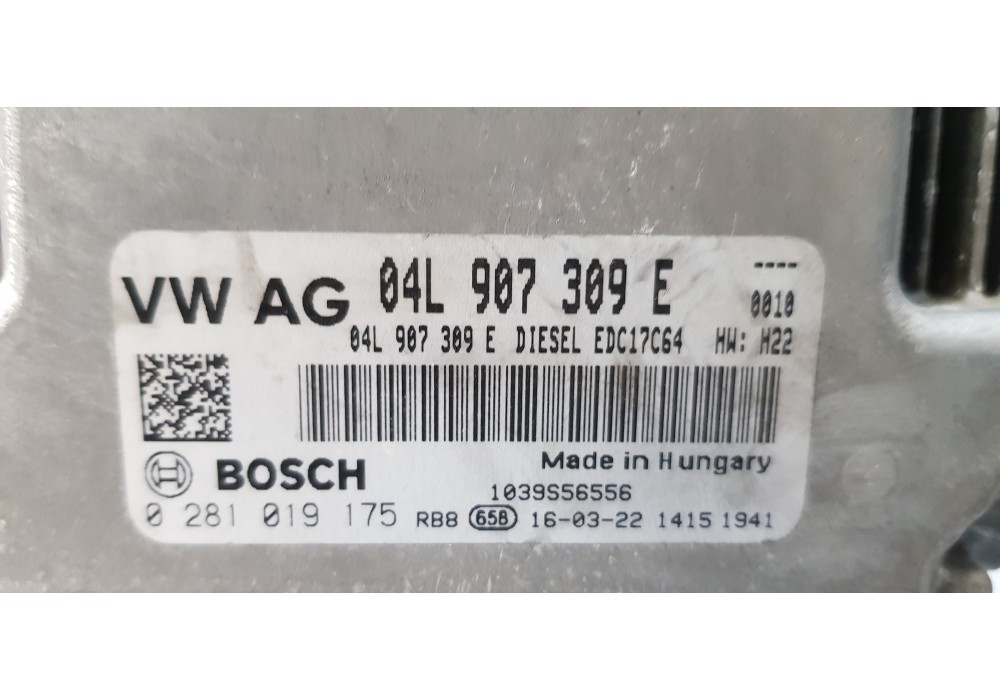 VW AG 04L 907 309 E ----
0010
04L 907 309 E DIESEL EDC17C64 HW: H22
Made in Hungary
BOSCH
1039S56556
0 281 019 175 RB8 658 16-03-22 1415 1941